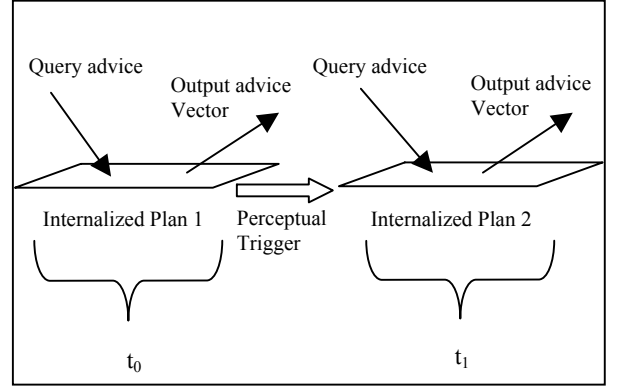 Query advice
Output advice
Vector
Query advice
Output advice
Vector
Internalized Plan 1
Perceptual
Trigger
Internalized Plan 2
t0
t1